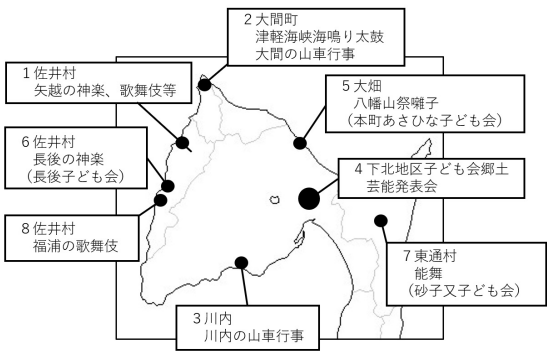 ２大間町
津軽海峡海鳴り太鼓
大間の山車行事
１佐井村
矢越の神楽、歌舞伎等
５大畑
八幡山祭囃子
（本町あさひな子ども会）
６佐井村
長後の神楽
（長後子ども会）
４下北地区子ども会郷土
芸能発表会
８佐井村
福浦の歌舞伎
７東通村
能舞
（砂子又子ども会）
３川内
川内の山車行事